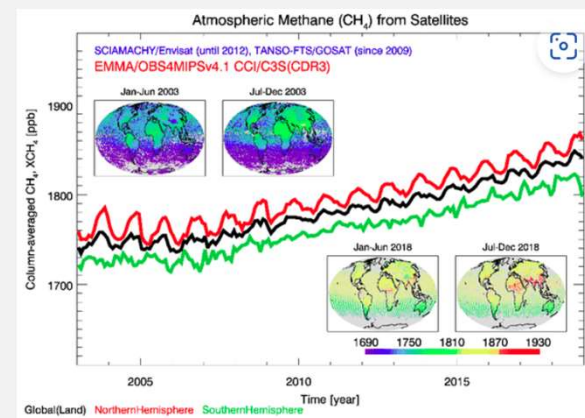 Atmospheric Methane (CH4) from Satellites
SCIAMACHY/Envisat (until 2012), TANSO-FTS/GOSAT (since 2009)
EMMA/OBS4MIPSv4.1 CCI/C3S(CDR3)
Jan-Jun 2003 Jul-Dec 2003
Column-averaged CH4, XCH4 [ppb]
1900
1800
1700
Jan-Jun 2018 Jul-Dec 2018
1690 1750 1810 1870 1930
2005 2010 2015
Time [year]
Global(Land) NorthernHemisphere SouthernHemisphere